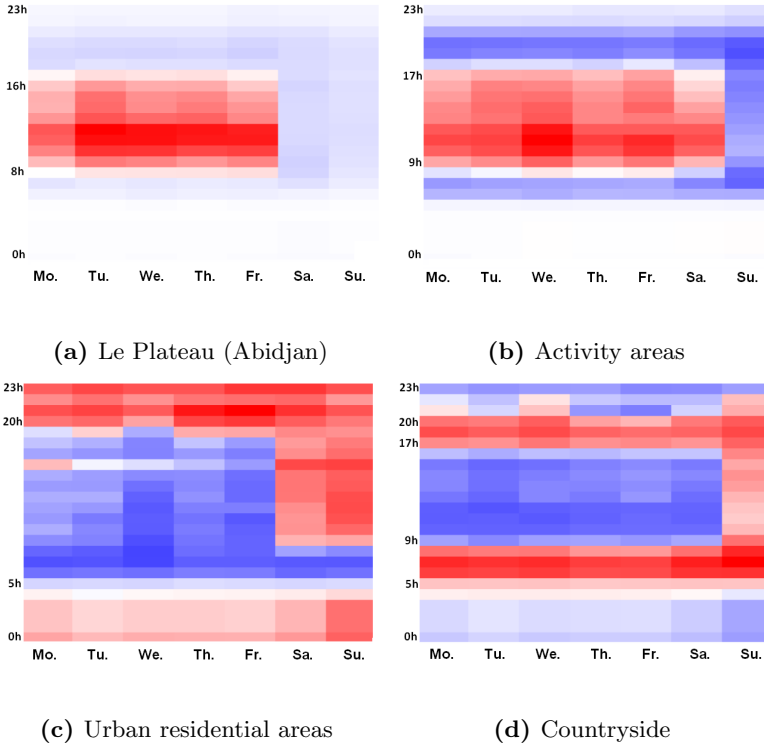 23h
16h
8h
0h
Mo. Tu. We. Th. Fr. Sa. Su.
(a) Le Plateau (Abidjan)
23h
17h
9h
0h
Mo. Tu. We. Th. Fr. Sa. Su.
(b) Activity areas
23h
20h
5h
0h
Mo. Tu. We. Th. Fr. Sa. Su.
(c) Urban residential areas
23h
20h
17h
9h
5h
0h
Mo. Tu. We. Th. Fr. Sa. Su.
(d) Countryside